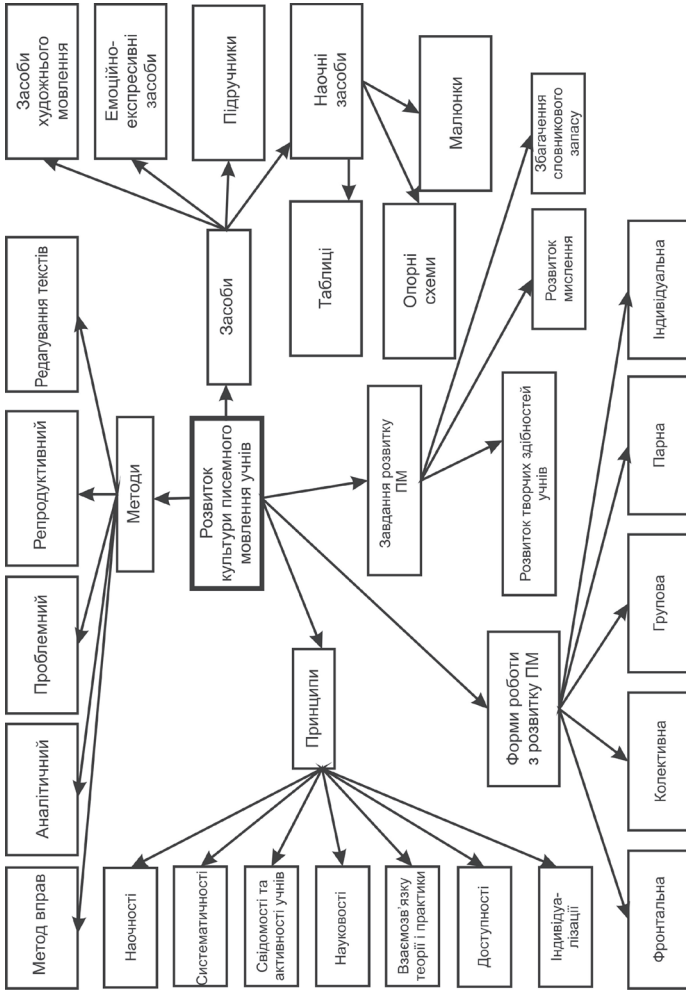 Метод вправ
Аналітичний
Проблемний
Репродуктивний
Редагування текстів
Засоби
художнього
мовлення
Емоційно-
експресивні
засоби
Підручники
Наочні
засоби
Методи
Засоби
Таблиці
Малюнки
Опорні
схеми
Розвиток
культури писемного
мовлення учнів
Наочності
Систематичності
Свідомості та
активності учнів
Науковості
Взаємозв'язку
теорії і практики
Доступності
Індивідуа-
лізації
Принципи
Завдання розвитку
ПМ
Розвиток творчих здібностей
учнів
Розвиток
мислення
Збагачення
словникового
запасу
Форми роботи
з розвитку ПМ
Фронтальна
Колективна
Групова
Парна
Індивідуальна